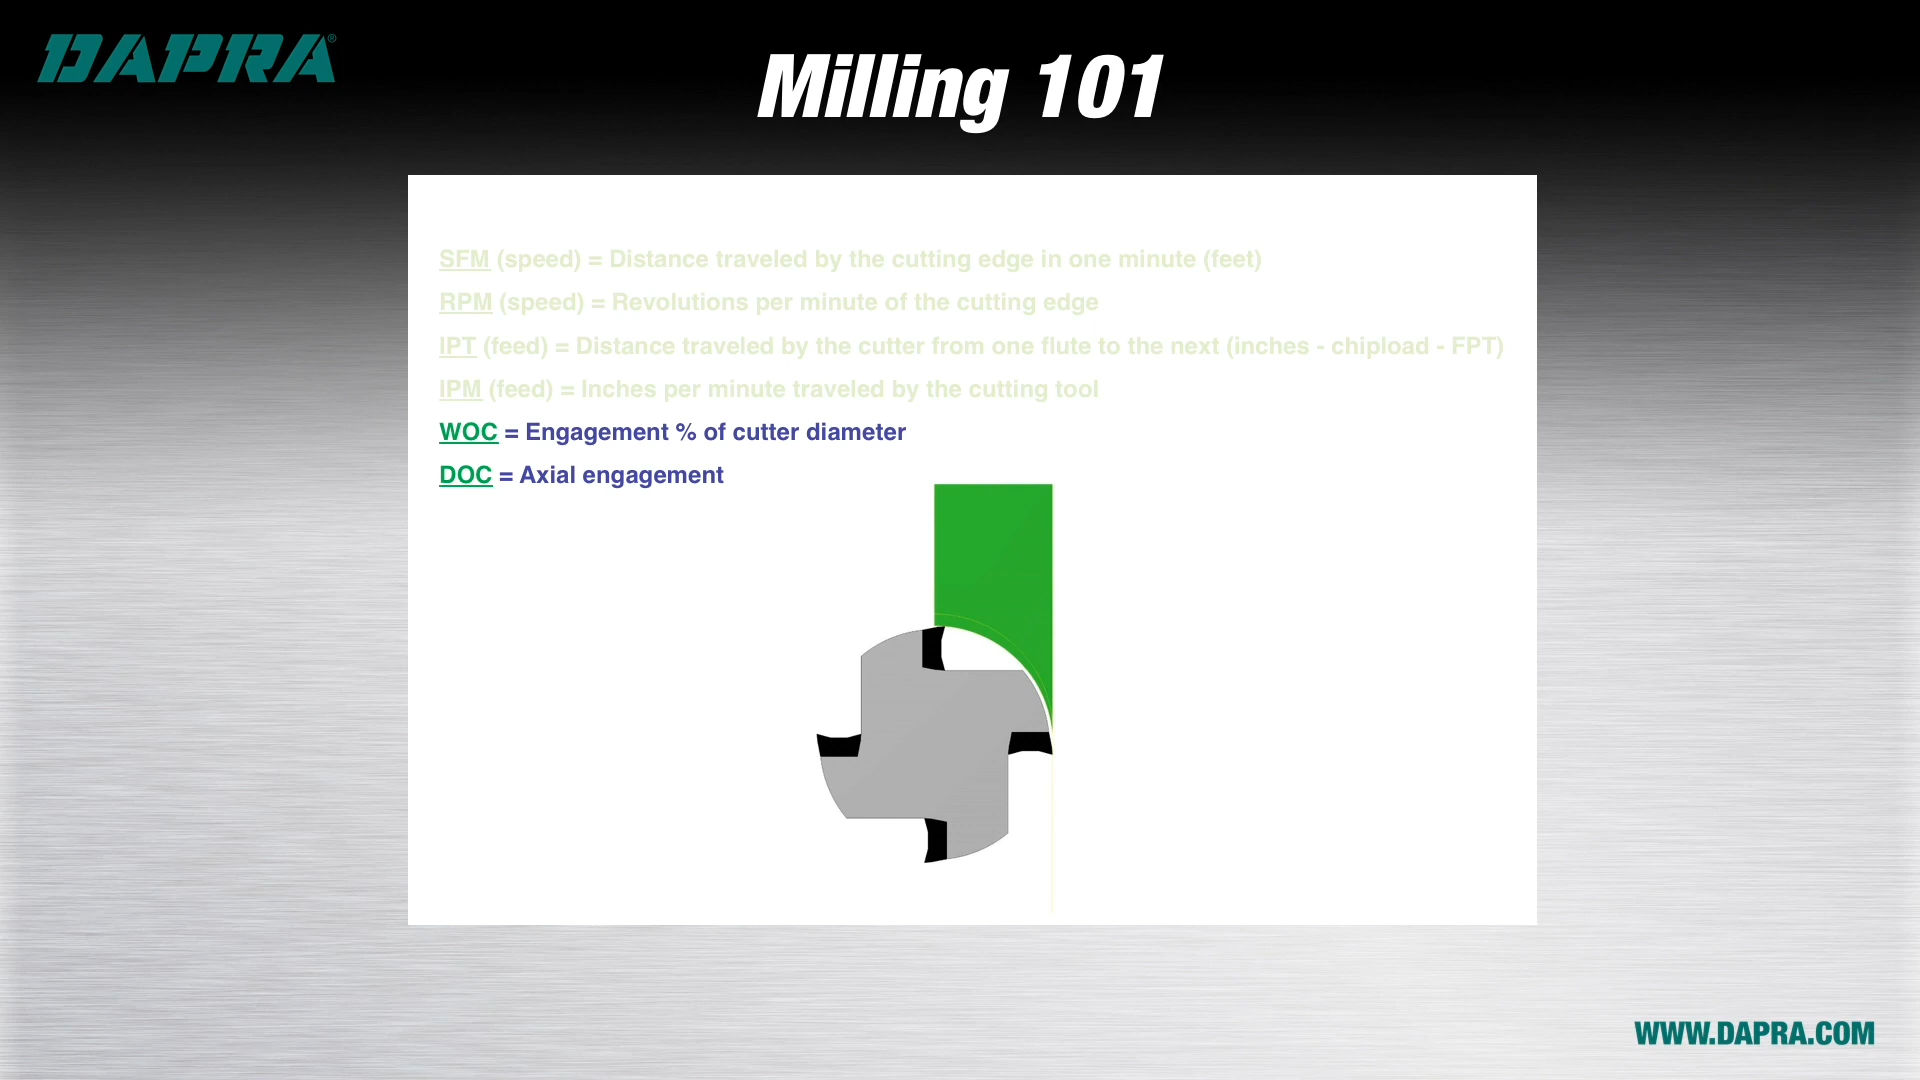 DAPRA®
Milling 101
SFM (speed) = Distance traveled by the cutting edge in one minute (feet)
RPM (speed) = Revolutions per minute of the cutting edge
IPT (feed) = Distance traveled by the cutter from one flute to the next (inches - chipload - FPT)
IPM (feed) = Inches per minute traveled by the cutting tool
WOC = Engagement % of cutter diameter
DOC = Axial engagement
WWW.DAPRA.COM